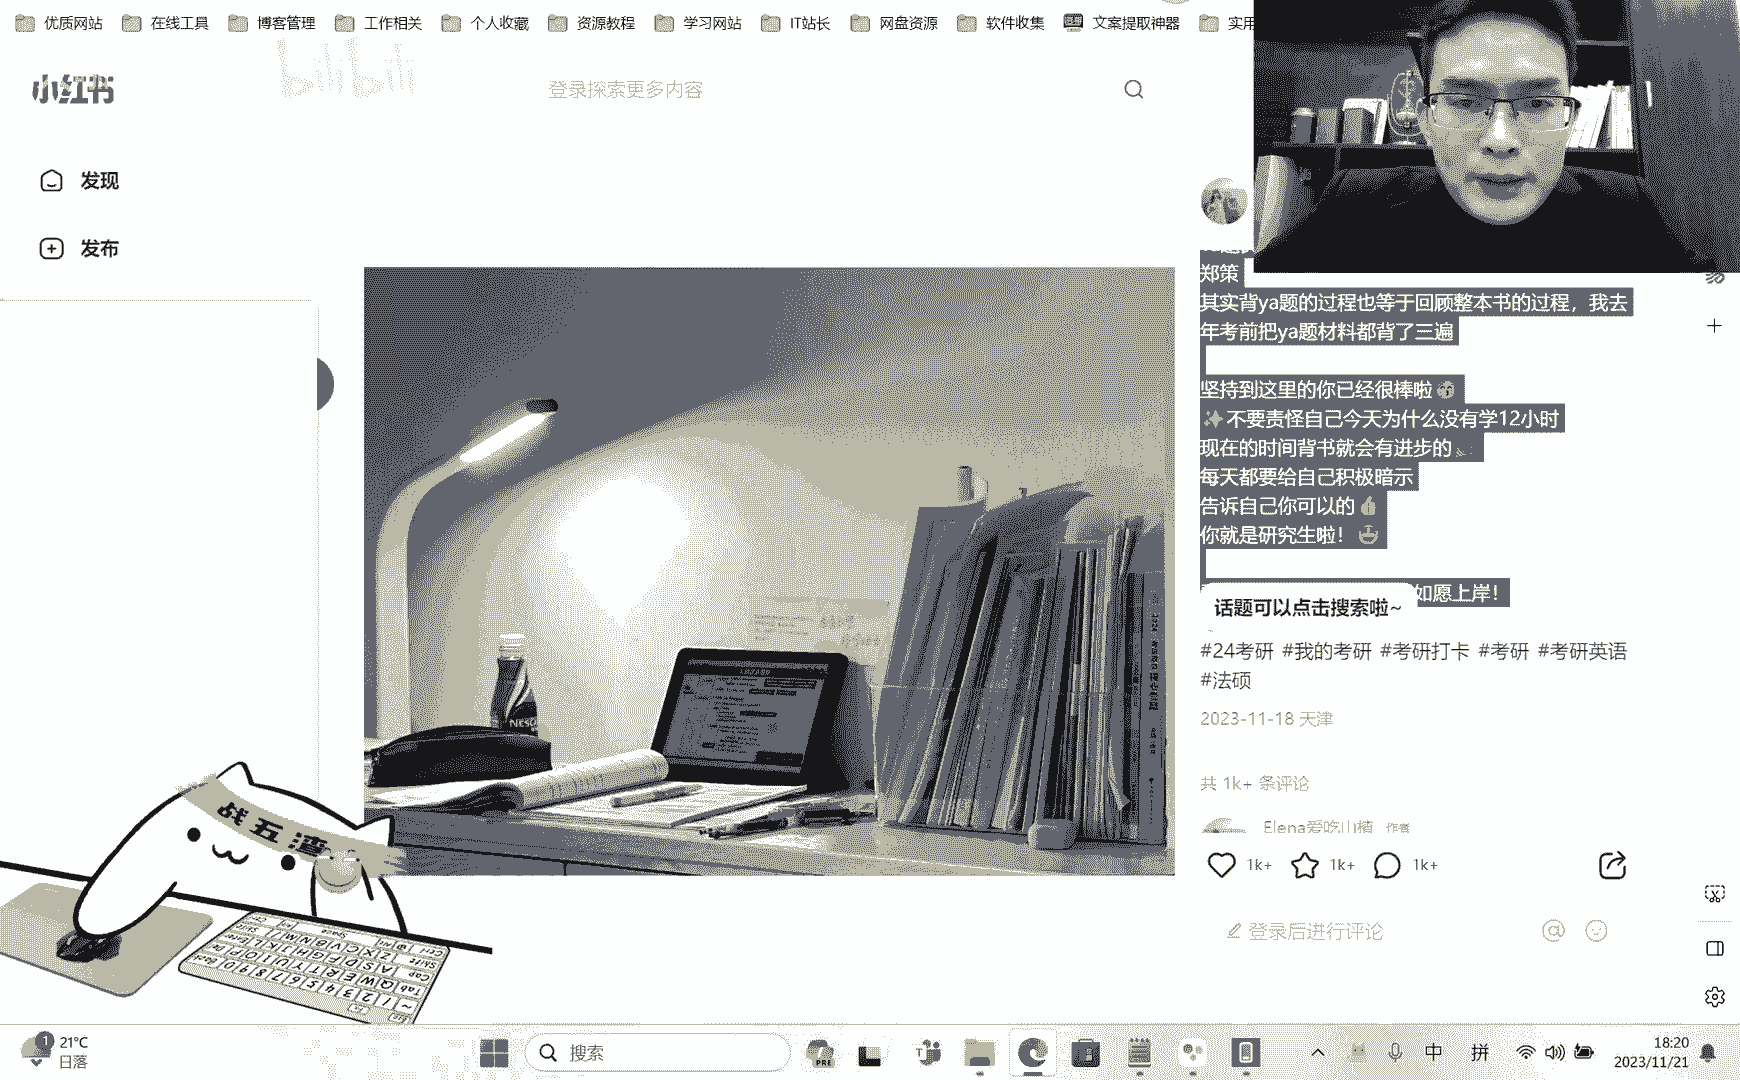 优质网站 在线工具 博客管理 工作相关 个人收藏 资源教程 学习网站 IT站长 网盘资源 软件收集 文案提取神器 实用
bilibili
小红书
登录探索更多内容
发现
发布
郑策
其实背ya题的过程也等于回顾整本书的过程，我去
年考前把ya题材料都背了三遍
坚持到这里的你已经很棒啦
✨不要责怪自己今天为什么没有学12小时
现在的时间背书就会有进步的
每天都要给自己积极暗示
告诉自己你可以的👍
你就是研究生啦！
如愿上岸！
话题可以点击搜索啦~
#24考研 #我的考研 #考研打卡 #考研 #考研英语
#法硕
2023-11-18 天津
共 1k+ 条评论
Elena爱吃山楂 作者
1k+ 1k+ 1k+
登录后进行评论
战五渣
NESC
21°C
日落
1
搜索
PRE
中 拼
18:20
2023/11/21